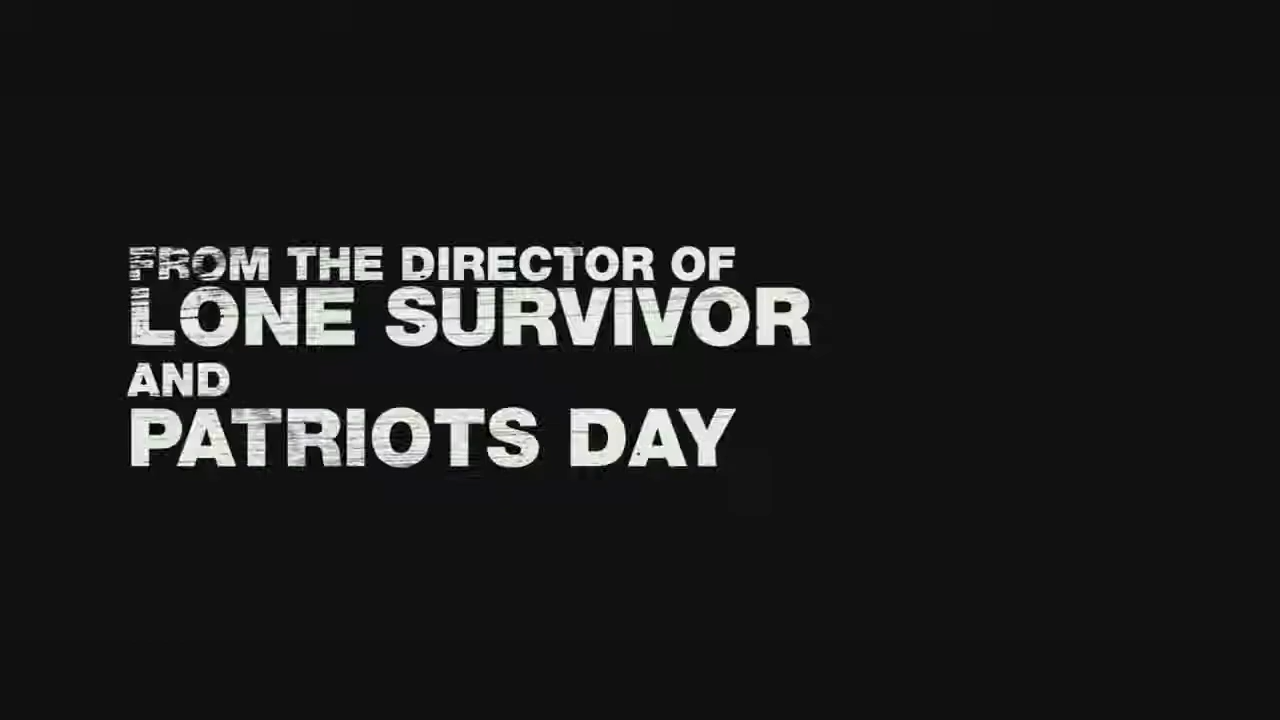 FROM THE DIRECTOR OF
LONE SURVIVOR
AND
PATRIOTS DAY